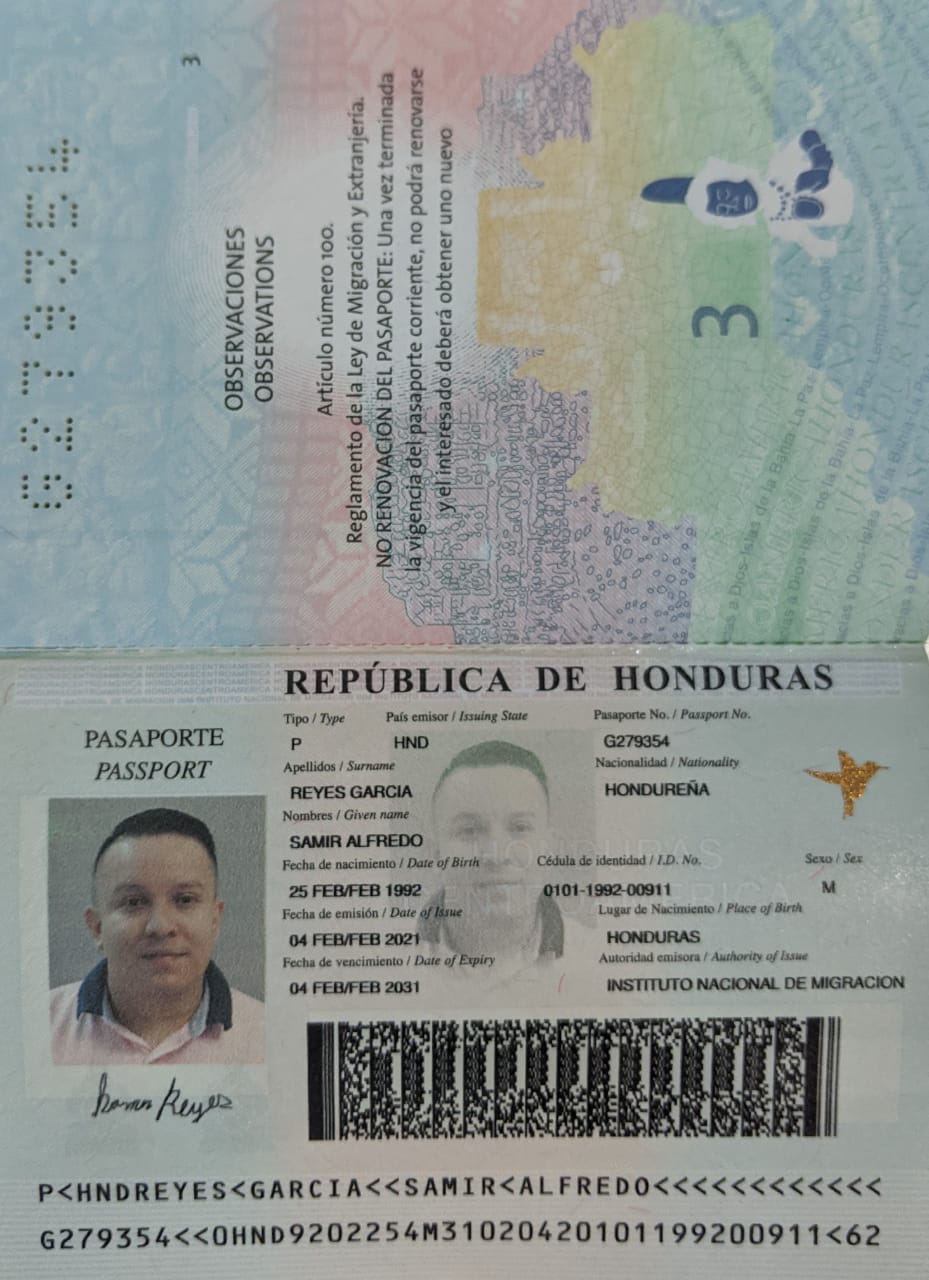 G279354
3
OBSERVACIONES
OBSERVATIONS
Artículo número 100.
Reglamento de la Ley de Migración y Extranjería.
NO RENOVACION DEL PASAPORTE: Una vez terminada
la vigencia del pasaporte corriente, no podrá renovarse
y el interesado deberá obtener uno nuevo
3
REPÚBLICA DE HONDURAS
PASAPORTE
PASSPORT
Tipo / Type País emisor / Issuing State Pasaporte No. / Passport No.
P HND G279354
Apellidos / Surname Nacionalidad / Nationality
REYES GARCIA HONDUREÑA
Nombres / Given name
SAMIR ALFREDO
Fecha de nacimiento / Date of Birth Cédula de identidad / I.D. No. Sexo / Sex
25 FEB/FEB 1992 0101-1992-00911 M
Fecha de emisión / Date of Issue Lugar de Nacimiento / Place of Birth
04 FEB/FEB 2021 HONDURAS
Fecha de vencimiento / Date of Expiry Autoridad emisora / Authority of Issue
04 FEB/FEB 2031 INSTITUTO NACIONAL DE MIGRACION
Reyes
P<HNDREYES<GARCIA<<SAMIR<ALFREDO<<<<<<<<<<<<
G279354<<0HND9202254M3102042010119920​0911<62